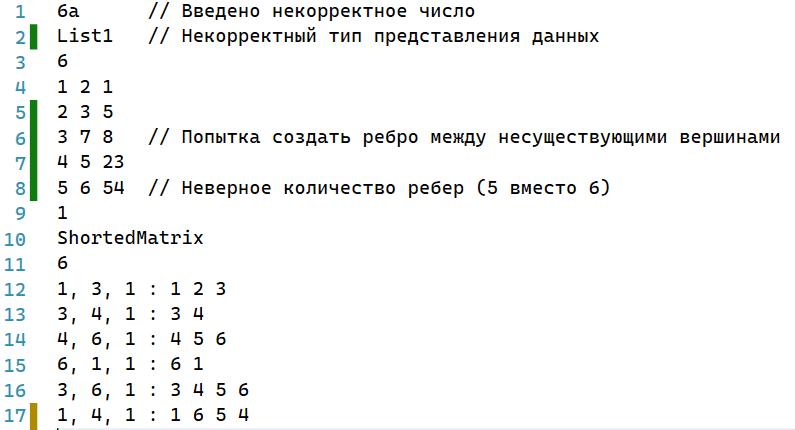 1 6a // Введено некорректное число
2 List1 // Некорректный тип представления данных
3 6
4 1 2 1
5 2 3 5
6 3 7 8 // Попытка создать ребро между несуществующими вершинами
7 4 5 23
8 5 6 54 // Неверное количество ребер (5 вместо 6)
9 1
10 ShortedMatrix
11 6
12 1, 3, 1 : 1 2 3
13 3, 4, 1 : 3 4
14 4, 6, 1 : 4 5 6
15 6, 1, 1 : 6 1
16 3, 6, 1 : 3 4 5 6
17 1, 4, 1 : 1 6 5 4